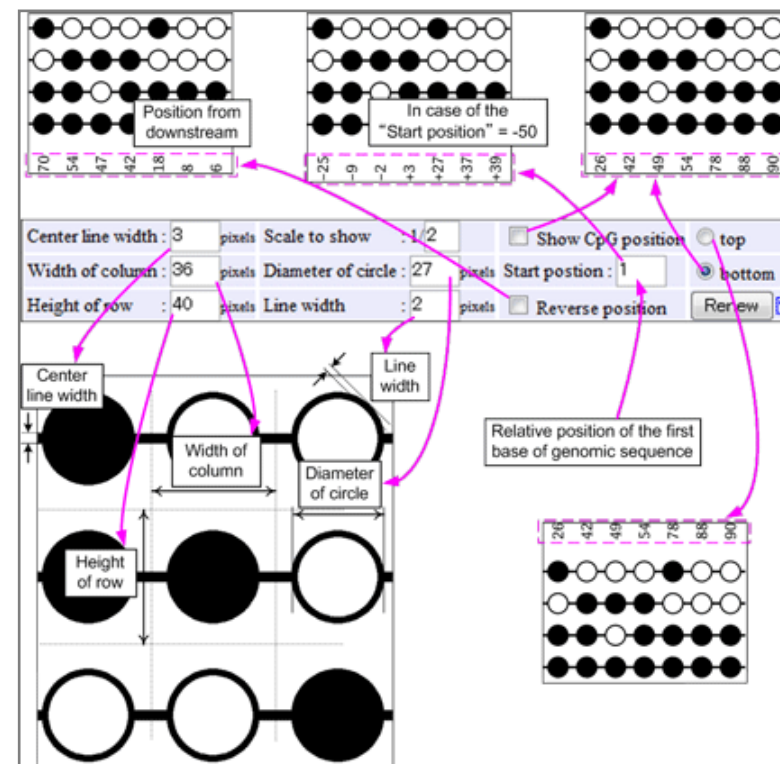 Position from
downstream
In case of the
“Start position” = -50
70 54 47 42 18 8 6
-25 -9 -2 +3 +27 +37 +39
26 42 49 54 78 88 90
Center line width : 3 pixels Scale to show : 1/2 Show CpG position top
Width of column : 36 pixels Diameter of circle : 27 pixels Start postion : 1 bottom
Height of row : 40 pixels Line width : 2 pixels Reverse position Renew
Center
line width
Line
width
Width of
column
Diameter
of circle
Relative position of the first
base of genomic sequence
Height
of row
26 42 49 54 78 88 90